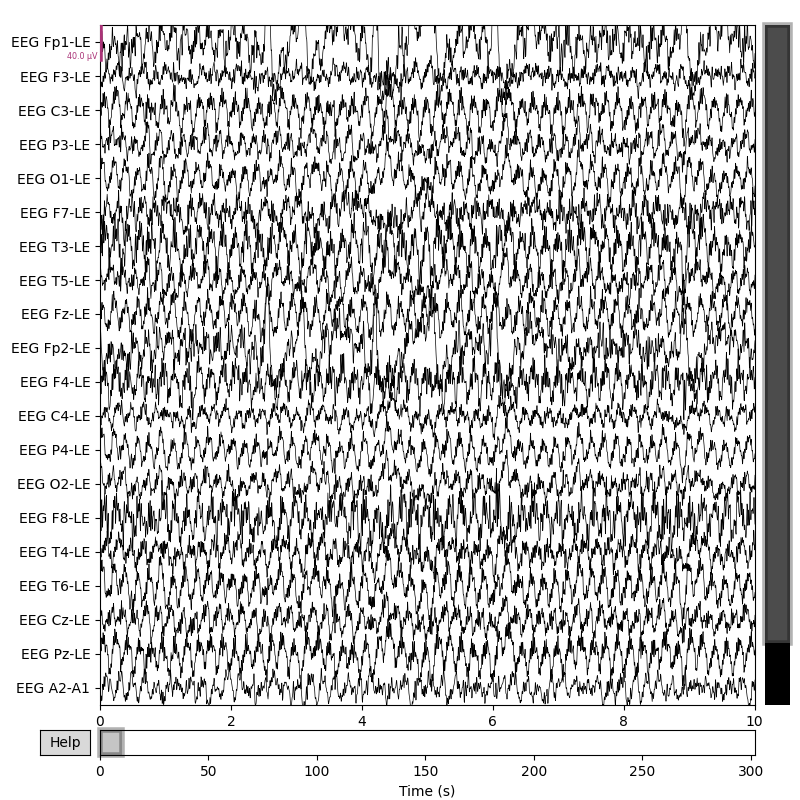 EEG Fp1-LE
40.0 µV
EEG F3-LE
EEG C3-LE
EEG P3-LE
EEG O1-LE
EEG F7-LE
EEG T3-LE
EEG T5-LE
EEG Fz-LE
EEG Fp2-LE
EEG F4-LE
EEG C4-LE
EEG P4-LE
EEG O2-LE
EEG F8-LE
EEG T4-LE
EEG T6-LE
EEG Cz-LE
EEG Pz-LE
EEG A2-A1
0 2 4 6 8 10
Help
0 50 100 150 200 250 300
Time (s)